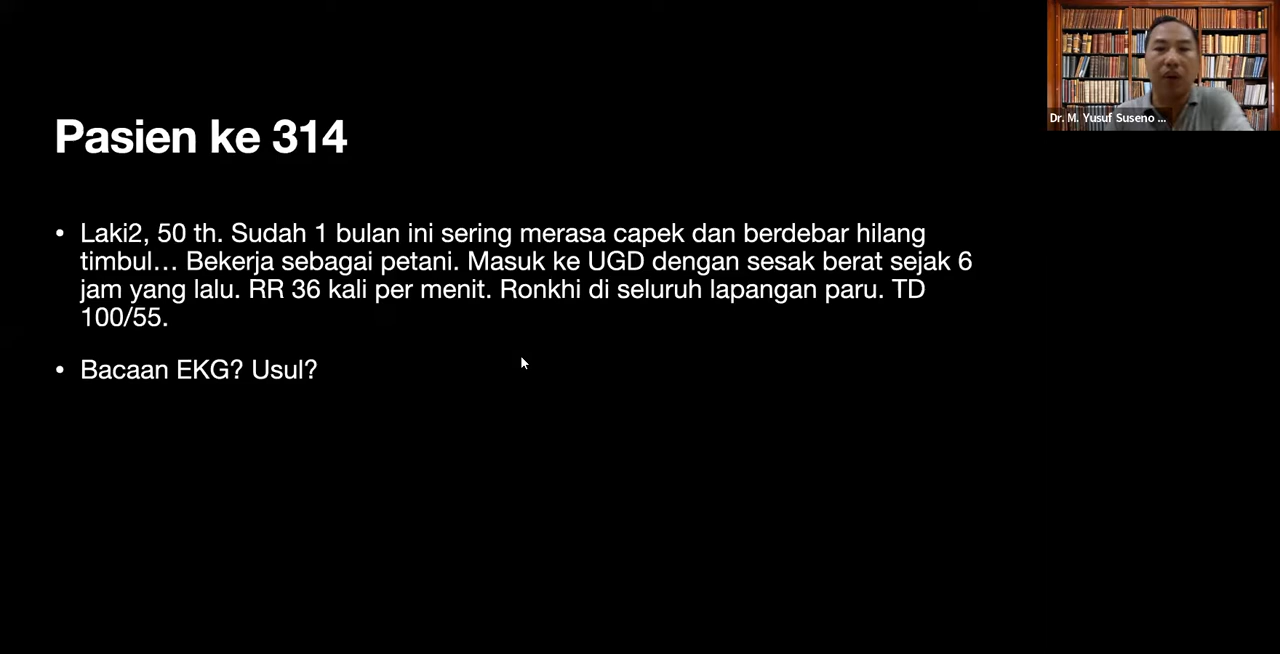 Dr. M. Yusuf Suseno ...
Pasien ke 314
• Laki2, 50 th. Sudah 1 bulan ini sering merasa capek dan berdebar hilang
timbul... Bekerja sebagai petani. Masuk ke UGD dengan sesak berat sejak 6
jam yang lalu. RR 36 kali per menit. Ronkhi di seluruh lapangan paru. TD
100/55.
• Bacaan EKG? Usul?